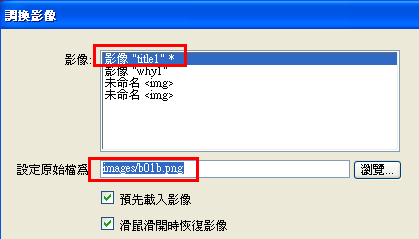 調換影像
影像:
影像 "title1" *
影像 "why1"
未命名 <img>
未命名 <img>
設定原始檔為
images/b01b.png
瀏覽...
預先載入影像
滑鼠滑開時恢復影像